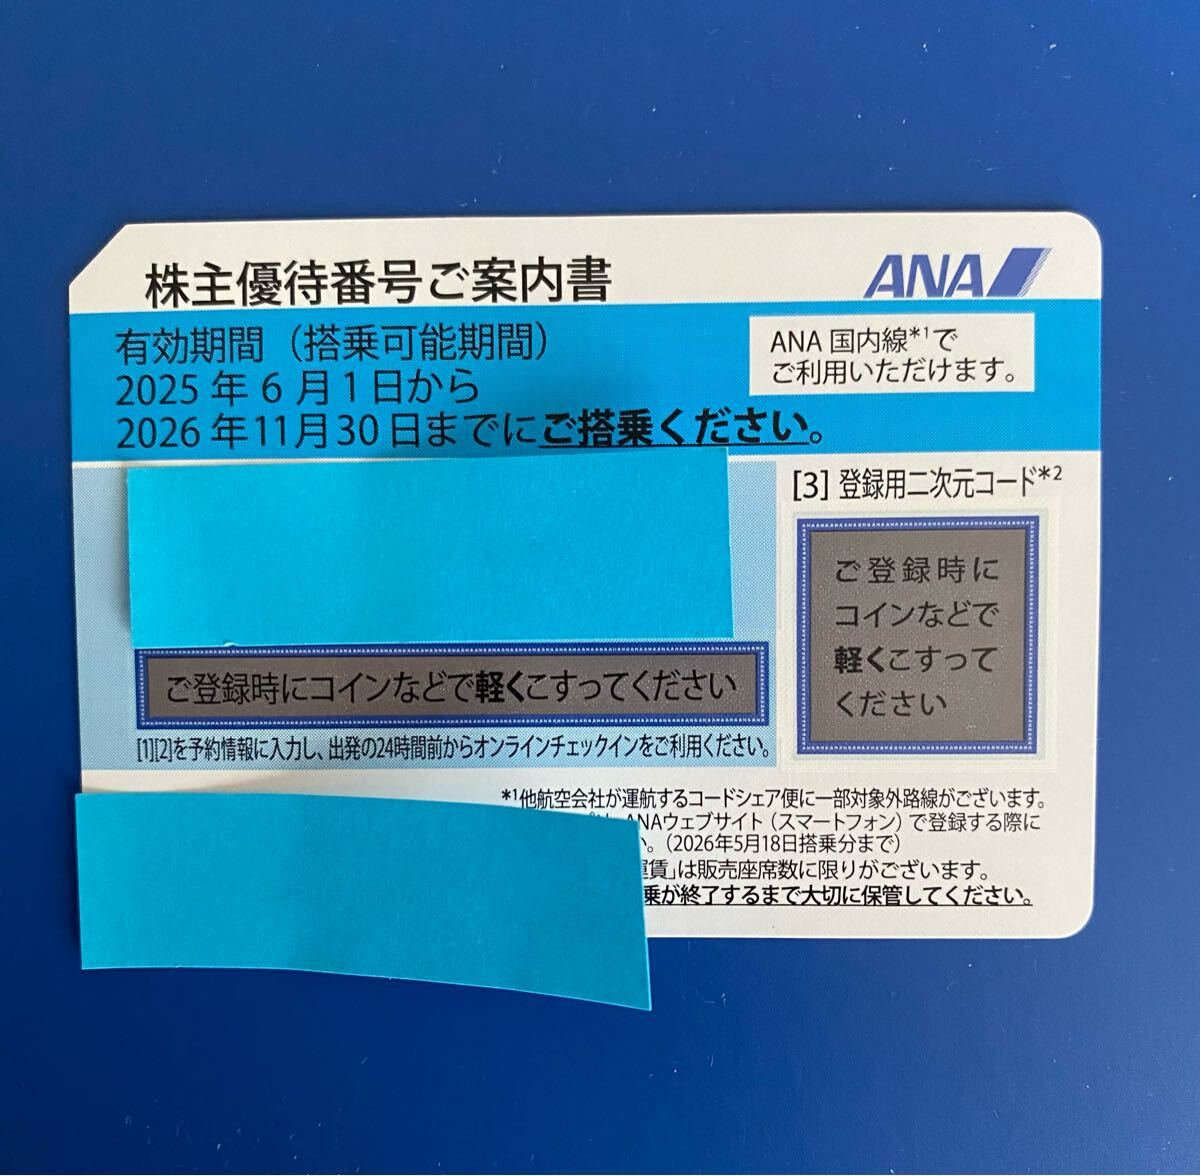 株主優待番号ご案内書
ANA
有効期間（搭乗可能期間）
2025年6月1日から
2026年11月30日までにご搭乗ください。
ANA国内線*1で
ご利用いただけます。
[3] 登録用二次元コード*2
ご登録時に
コインなどで
軽くこすって
ください
ご登録時にコインなどで軽くこすってください
[1][2]を予約情報に入力し、出発の24時間前からオンラインチェックインをご利用ください。
*1他航空会社が運航するコードシェア便に一部対象外路線がございます。
ANAウェブサイト（スマートフォン）で登録する際に
い。（2026年5月18日搭乗分まで）
運賃」は販売座席数に限りがございます。
乗が終了するまで大切に保管してください。